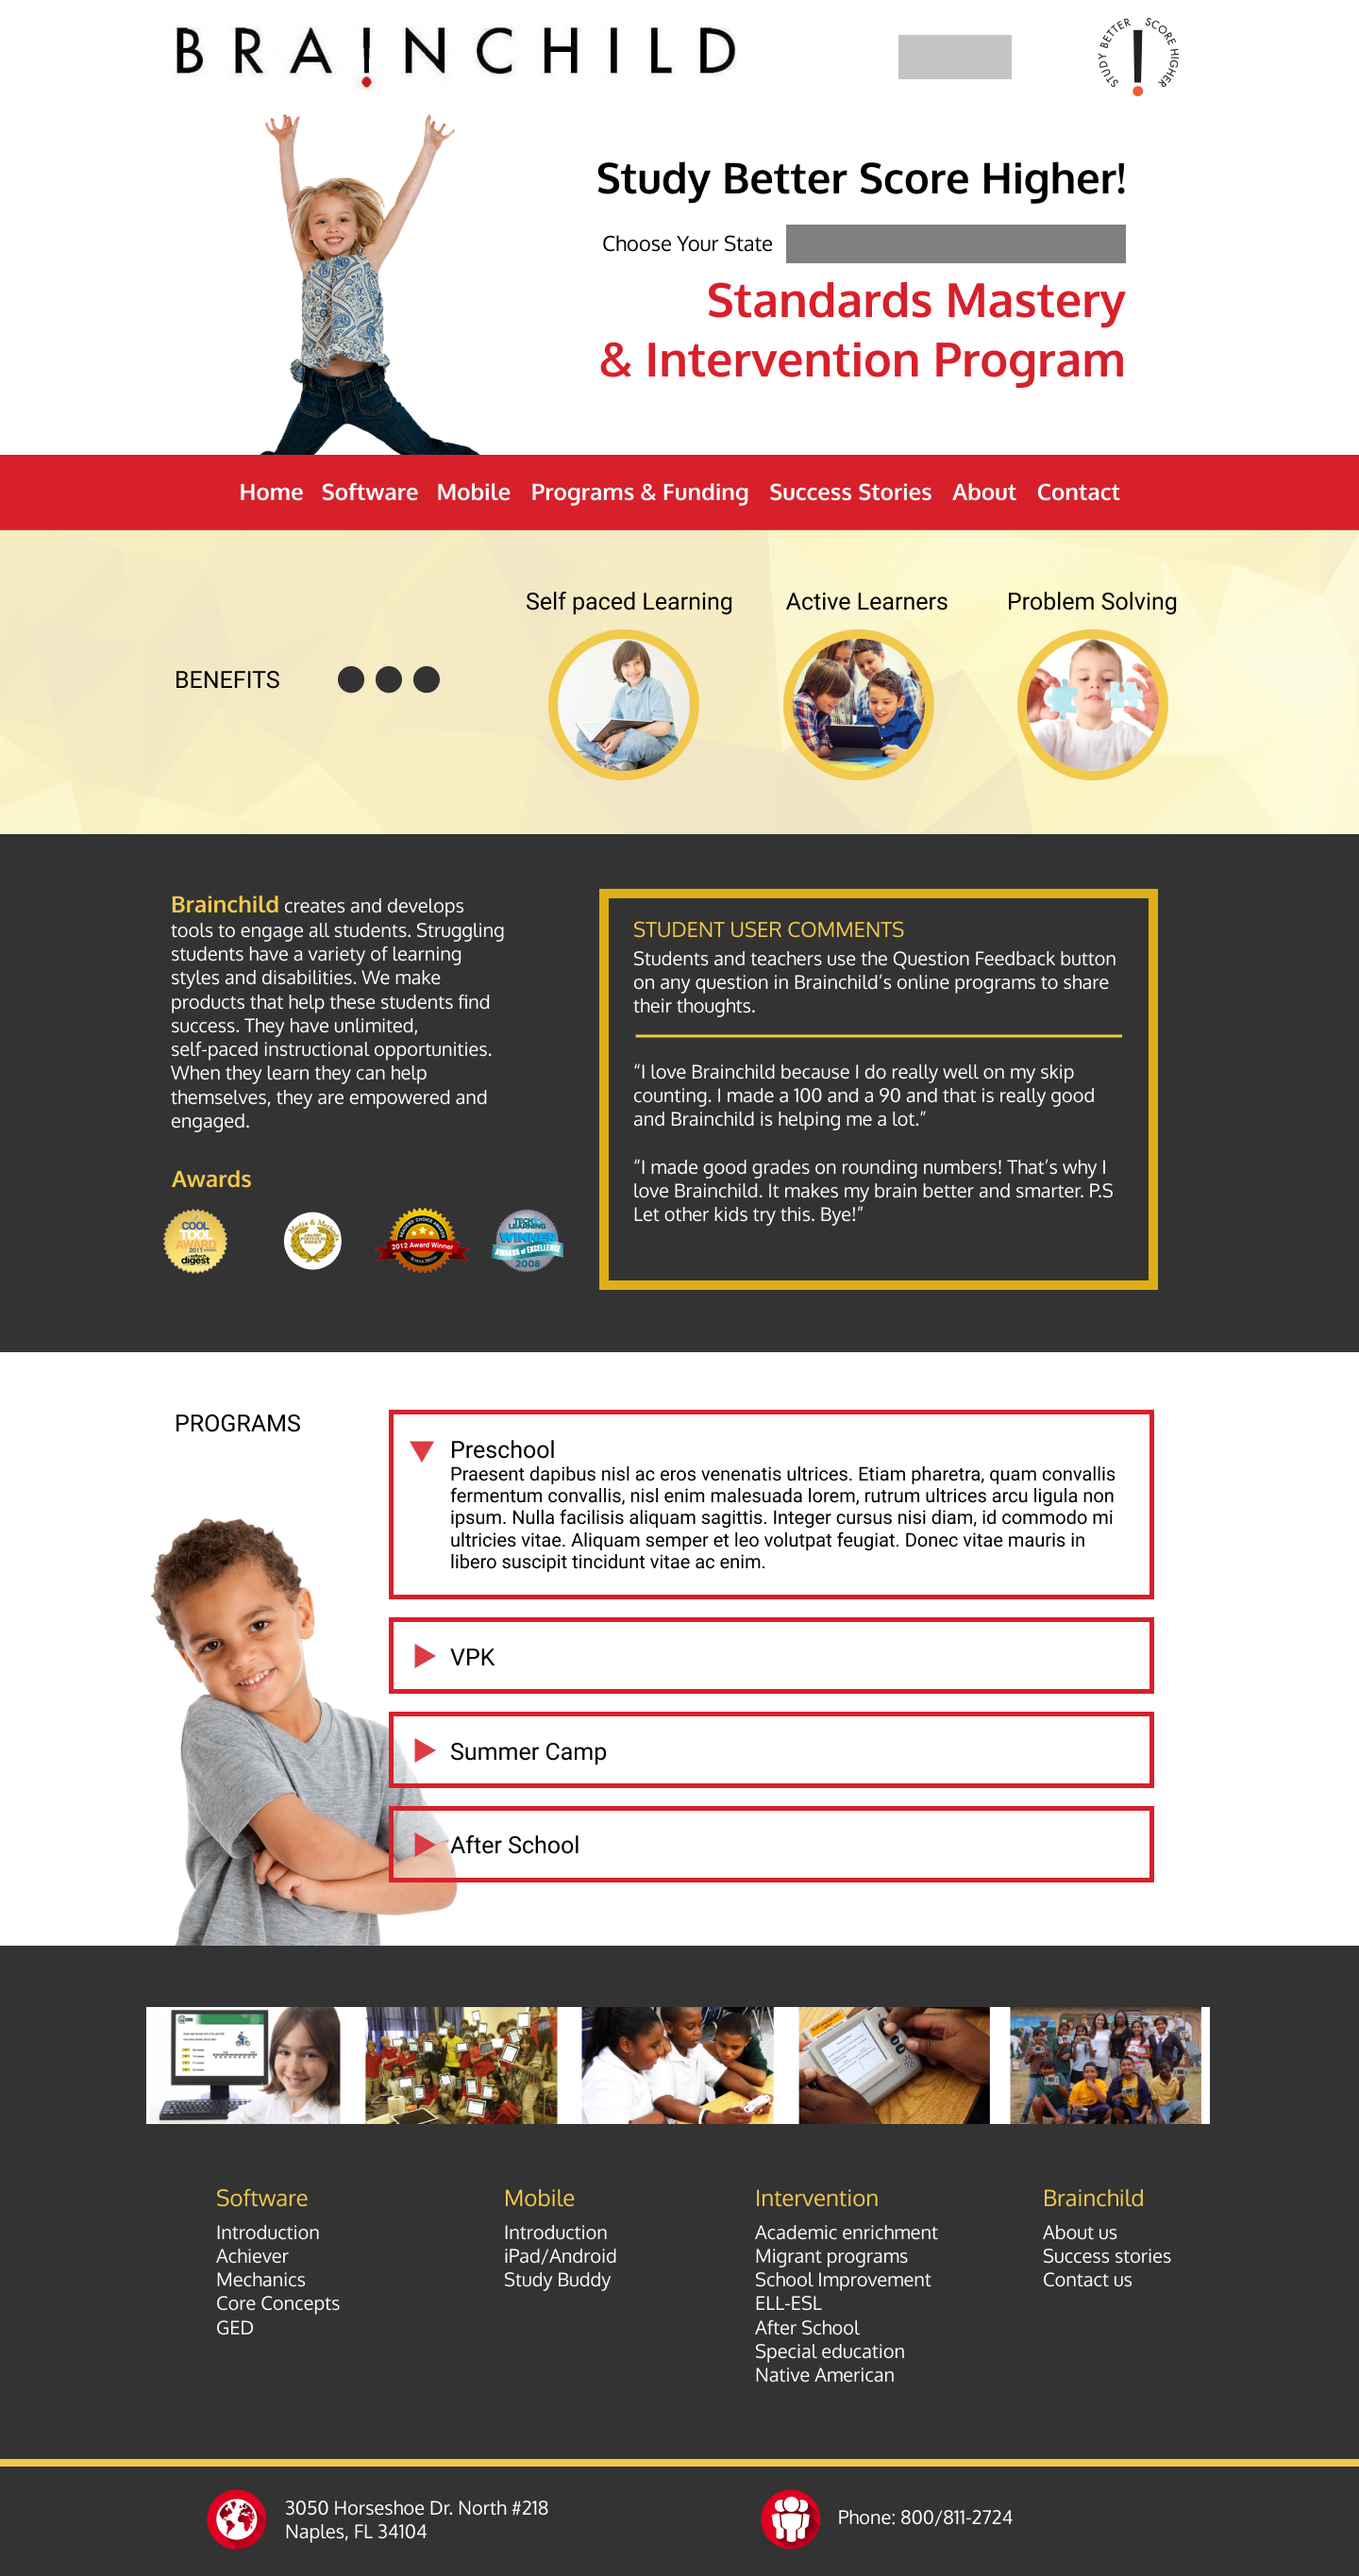 BRA!NCHILD
STUDY BETTER SCORE HIGHER
Study Better Score Higher!
Choose Your State
Standards Mastery
& Intervention Program
Home Software Mobile Programs & Funding Success Stories About Contact
Self paced Learning Active Learners Problem Solving
BENEFITS
Brainchild creates and develops
tools to engage all students. Struggling
students have a variety of learning
styles and disabilities. We make
products that help these students find
success. They have unlimited,
self-paced instructional opportunities.
When they learn they can help
themselves, they are empowered and
engaged.
Awards
COOL
TOOL
AWARD
2011
digest
Media & Methods
READERS' CHOICE AWARDS
2012 Award Winner
TECH&
LEARNING
WINNER
AWARDS of EXCELLENCE
2008
STUDENT USER COMMENTS
Students and teachers use the Question Feedback button
on any question in Brainchild’s online programs to share
their thoughts.
“I love Brainchild because I do really well on my skip
counting. I made a 100 and a 90 and that is really good
and Brainchild is helping me a lot.”
“I made good grades on rounding numbers! That’s why I
love Brainchild. It makes my brain better and smarter. P.S
Let other kids try this. Bye!”
PROGRAMS
Preschool
Praesent dapibus nisl ac eros venenatis ultrices. Etiam pharetra, quam convallis
fermentum convallis, nisl enim malesuada lorem, rutrum ultrices arcu ligula non
ipsum. Nulla facilisis aliquam sagittis. Integer cursus nisi diam, id commodo mi
ultricies vitae. Aliquam semper et leo volutpat feugiat. Donec vitae mauris in
libero suscipit tincidunt vitae ac enim.
VPK
Summer Camp
After School
Software
Introduction
Achiever
Mechanics
Core Concepts
GED
Mobile
Introduction
iPad/Android
Study Buddy
Intervention
Academic enrichment
Migrant programs
School Improvement
ELL-ESL
After School
Special education
Native American
Brainchild
About us
Success stories
Contact us
3050 Horseshoe Dr. North #218
Naples, FL 34104
Phone: 800/811-2724